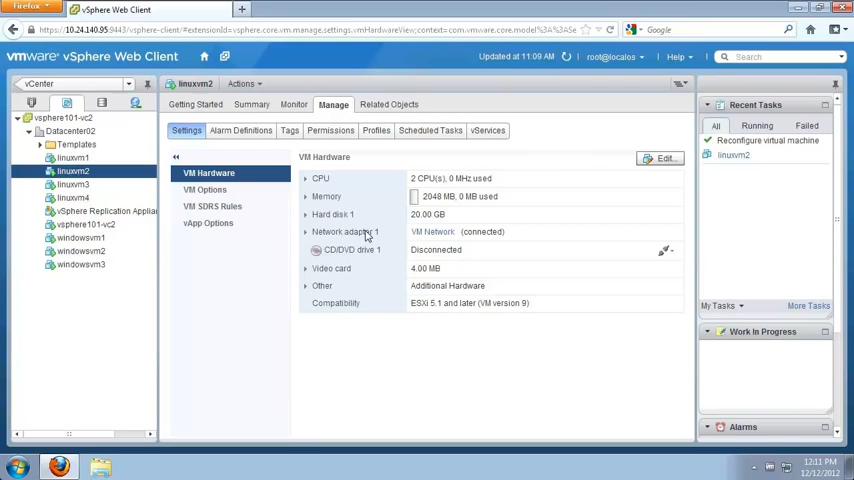 Firefox
vSphere Web Client
+
https://10.24.140.95:9443/vsphere-client/#extensionId=vsphere.core.vm.manage.settings.vmHardwareView;context=com.vmware.core.model%3A%3Se
Google
vmware vSphere Web Client
Updated at 11:09 AM
root@localos
Help
Search
vCenter
linuxvm2
Actions
Getting Started
Summary
Monitor
Manage
Related Objects
Settings
Alarm Definitions
Tags
Permissions
Profiles
Scheduled Tasks
vServices
vsphere101-vc2
Datacenter02
Templates
linuxvm1
linuxvm2
linuxvm3
linuxvm4
vSphere Replication Applia
vsphere101-vc2
windowsvm1
windowsvm2
windowsvm3
VM Hardware
VM Options
VM SDRS Rules
vApp Options
VM Hardware
Edit...
CPU 2 CPU(s), 0 MHz used
Memory 2048 MB, 0 MB used
Hard disk 1 20.00 GB
Network adapter 1 VM Network (connected)
CD/DVD drive 1 Disconnected
Video card 4.00 MB
Other Additional Hardware
Compatibility ESXi 5.1 and later (VM version 9)
Recent Tasks
All
Running
Failed
Reconfigure virtual machine
linuxvm2
My Tasks
More Tasks
Work In Progress
Alarms
12:11 PM
12/12/2012